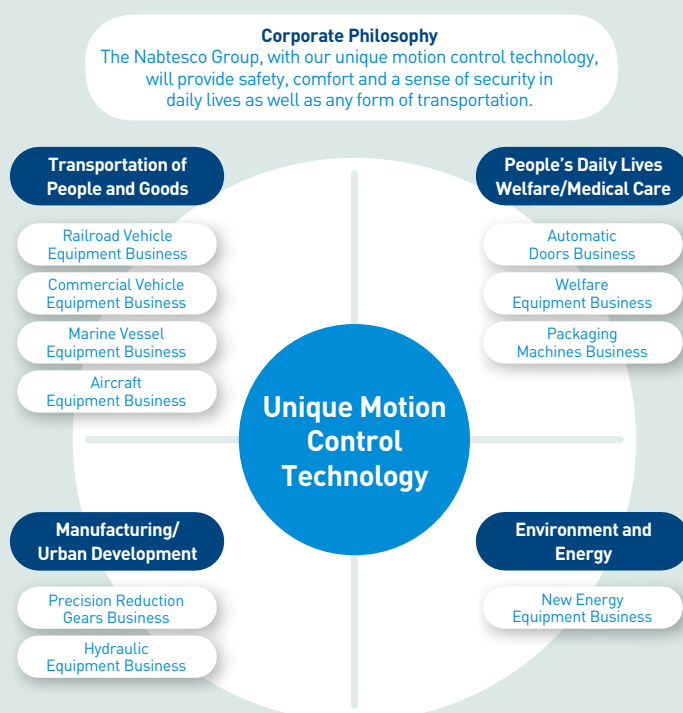 Corporate Philosophy
The Nabtesco Group, with our unique motion control technology,
will provide safety, comfort and a sense of security in
daily lives as well as any form of transportation.
Transportation of
People and Goods
Railroad Vehicle
Equipment Business
Commercial Vehicle
Equipment Business
Marine Vessel
Equipment Business
Aircraft
Equipment Business
People's Daily Lives
Welfare/Medical Care
Automatic
Doors Business
Welfare
Equipment Business
Packaging
Machines Business
Unique Motion
Control
Technology
Manufacturing/
Urban Development
Precision Reduction
Gears Business
Hydraulic
Equipment Business
Environment and
Energy
New Energy
Equipment Business